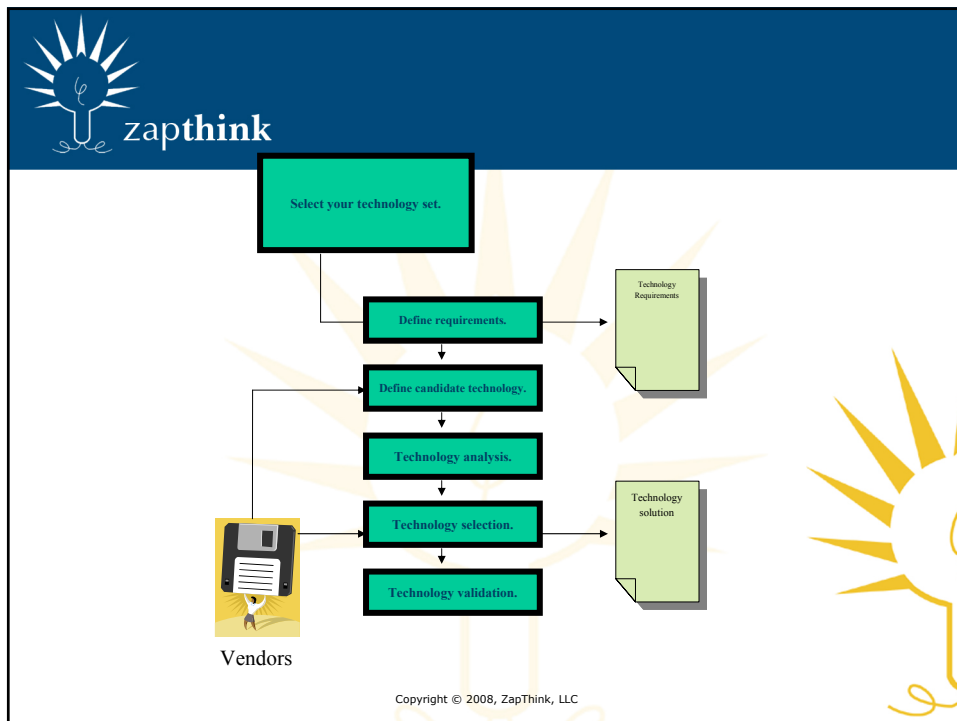 zapthink
Select your technology set.
Define requirements.
Technology
Requirements
Define candidate technology.
Technology analysis.
Technology selection.
Technology
solution
Technology validation.
Vendors
Copyright © 2008, ZapThink, LLC